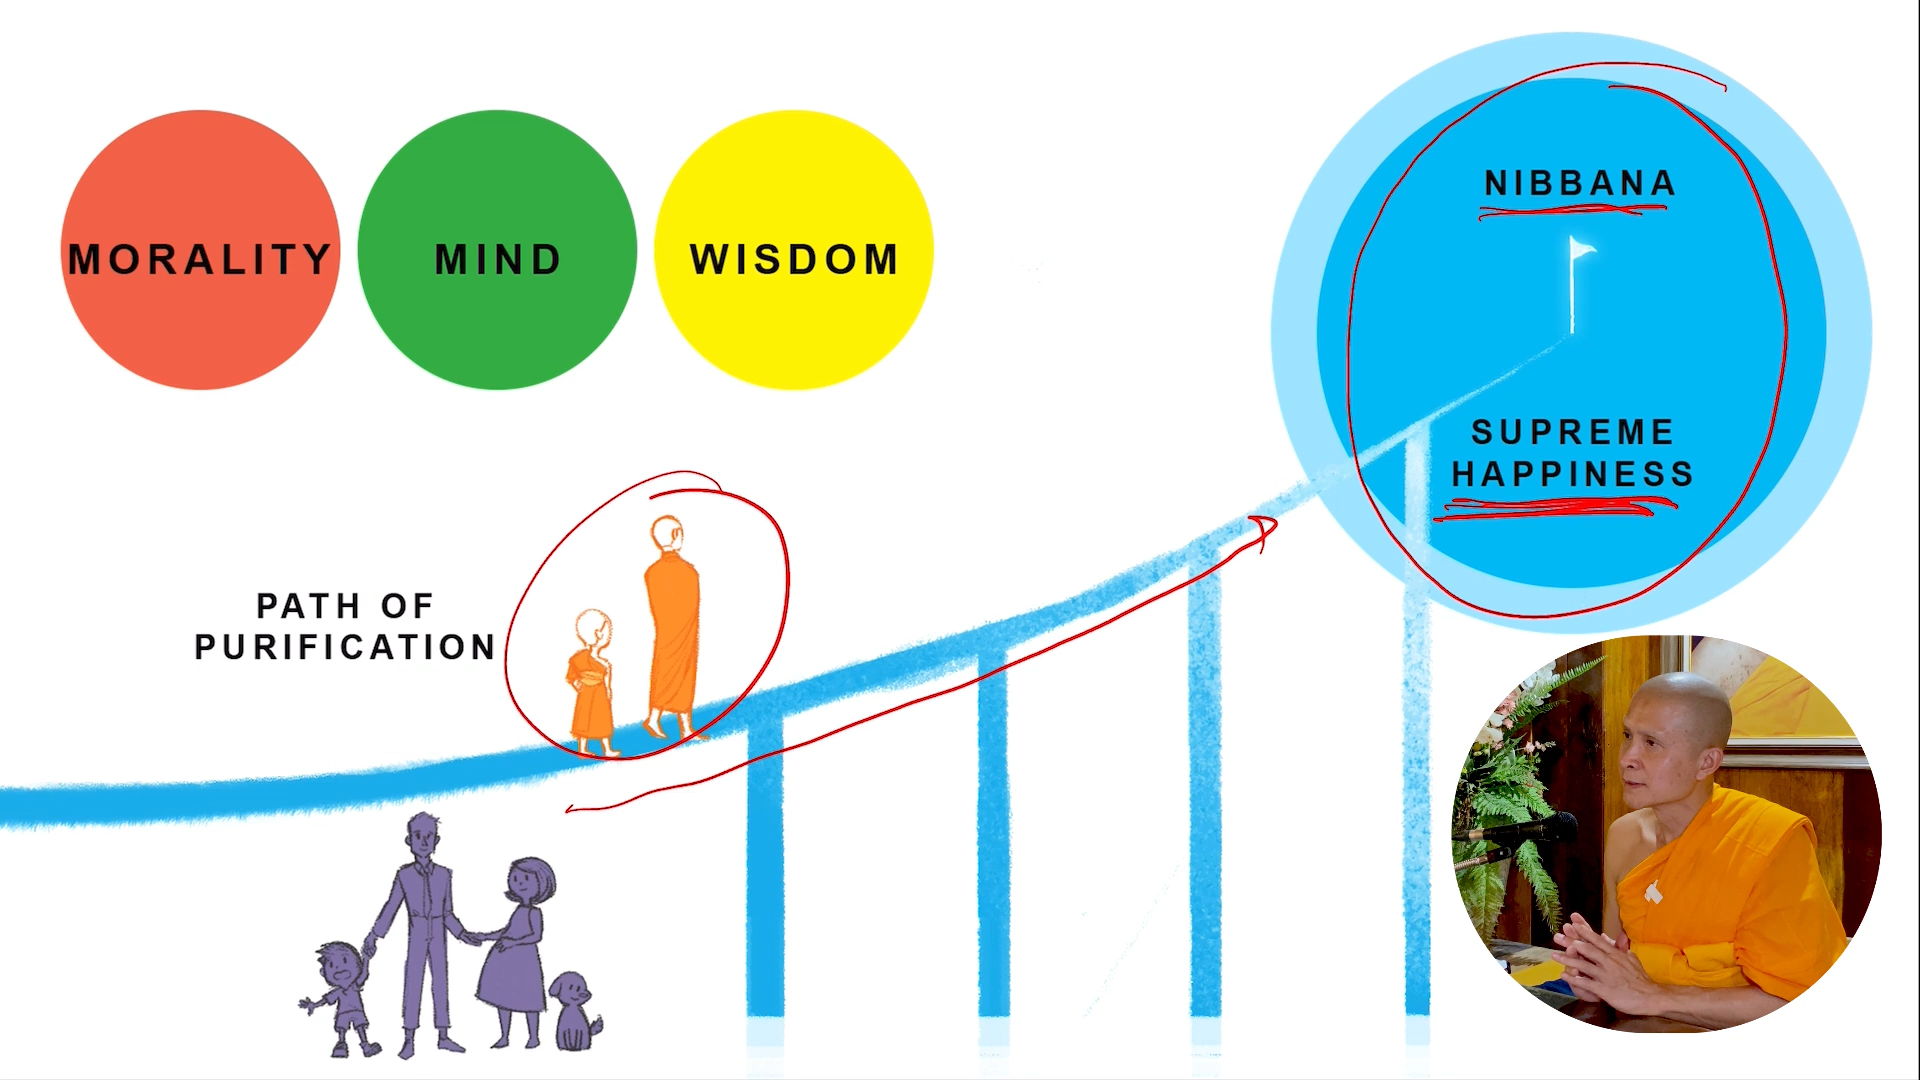 MORALITY
MIND
WISDOM
NIBBANA
SUPREME
HAPPINESS
PATH OF
PURIFICATION